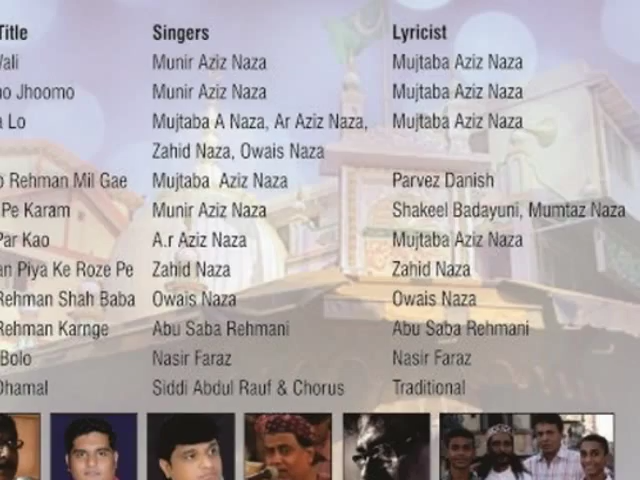 Title Singers Lyricist
Wali Munir Aziz Naza Mujtaba Aziz Naza
Jhoomo Munir Aziz Naza Mujtaba Aziz Naza
Lo Mujtaba A Naza, Ar Aziz Naza, Mujtaba Aziz Naza
Zahid Naza, Owais Naza
Rehman Mil Gae Mujtaba Aziz Naza Parvez Danish
Pe Karam Munir Aziz Naza Shakeel Badayuni, Mumtaz Naza
Par Kao A.r Aziz Naza Mujtaba Aziz Naza
an Piya Ke Roze Pe Zahid Naza Zahid Naza
Rehman Shah Baba Owais Naza Owais Naza
Rehman Karnge Abu Saba Rehmani Abu Saba Rehmani
Bolo Nasir Faraz Nasir Faraz
Dhamal Siddi Abdul Rauf & Chorus Traditional